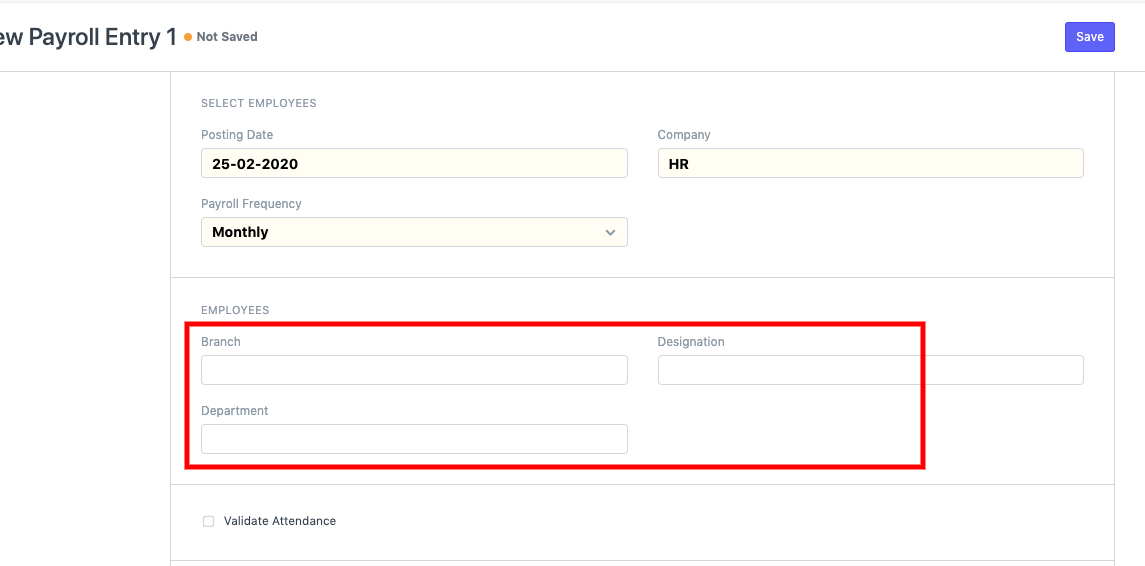 ew Payroll Entry 1 Not Saved Save
SELECT EMPLOYEES
Posting Date Company
25-02-2020 HR
Payroll Frequency
Monthly
EMPLOYEES
Branch Designation
Department
Validate Attendance